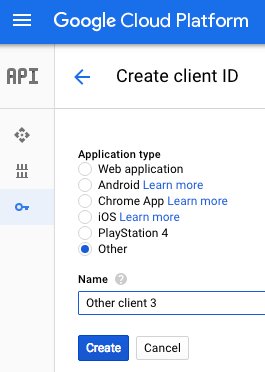 Google Cloud Platform
API
Create client ID
Application type
Web application
Android Learn more
Chrome App Learn more
iOS Learn more
PlayStation 4
Other
Name ?
Other client 3
Create Cancel